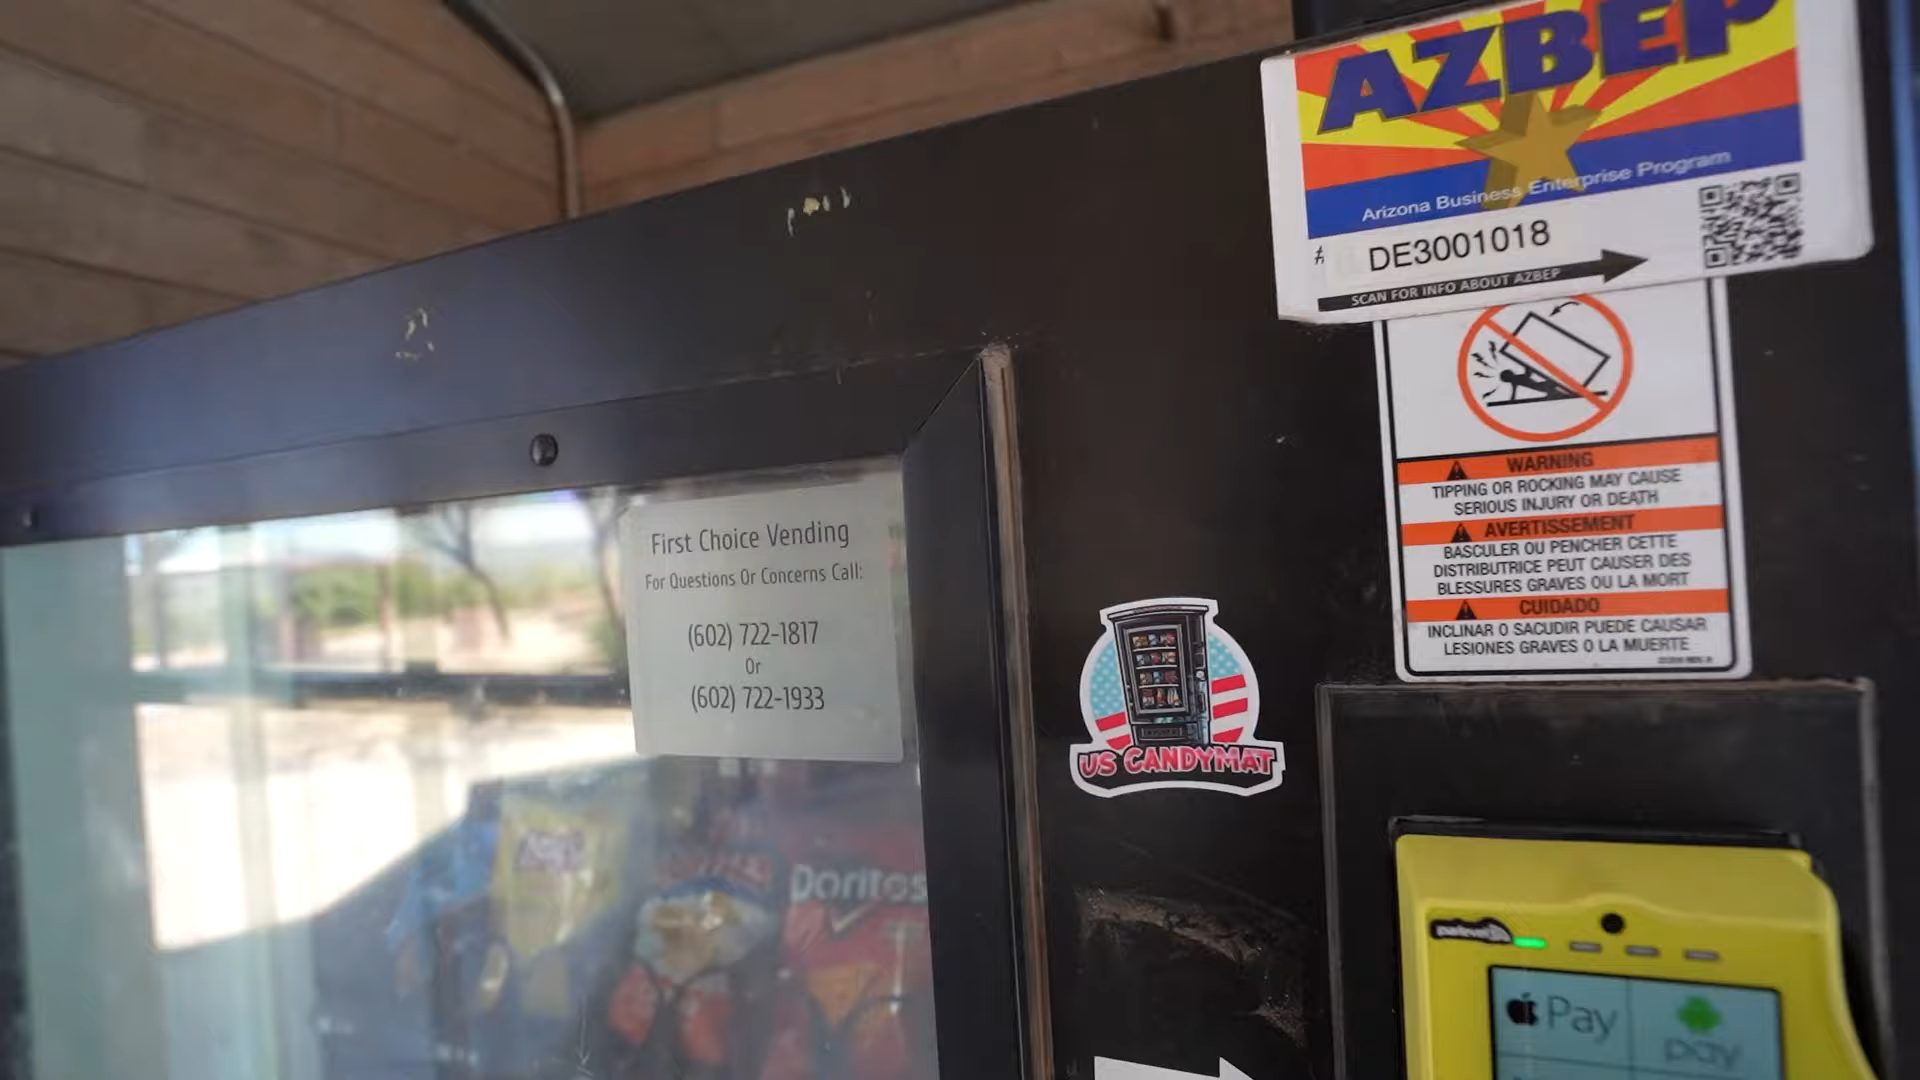 AZBEP
Arizona Business Enterprise Program
# DE3001018
SCAN FOR INFO ABOUT AZBEP
WARNING
TIPPING OR ROCKING MAY CAUSE
SERIOUS INJURY OR DEATH
AVERTISSEMENT
BASCULER OU PENCHER CETTE
DISTRIBUTRICE PEUT CAUSER DES
BLESSURES GRAVES OU LA MORT
CUIDADO
INCLINAR O SACUDIR PUEDE CAUSAR
LESIONES GRAVES O LA MUERTE
First Choice Vending
For Questions Or Concerns Call:
(602) 722-1817
Or
(602) 722-1933
US CANDYMAT
Doritos
Pay
pay